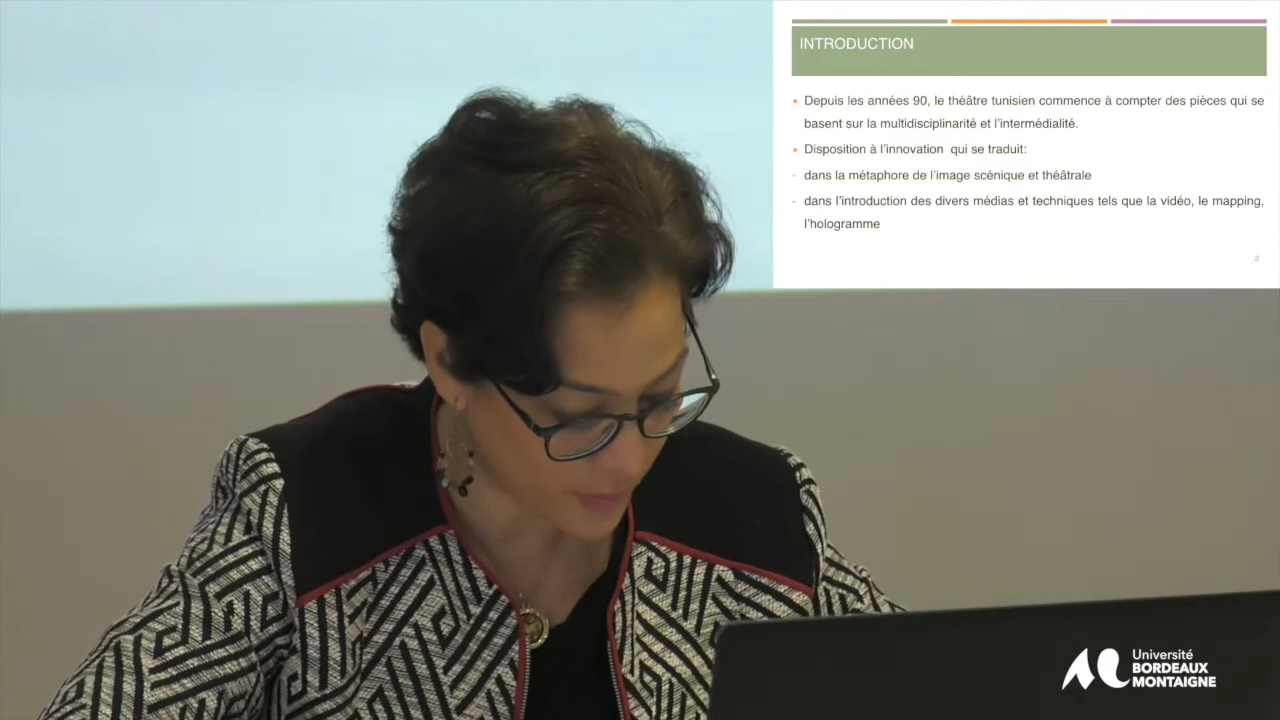 INTRODUCTION
▪ Depuis les années 90, le théâtre tunisien commence à compter des pièces qui se
basent sur la multidisciplinarité et l'intermédialité.
▪ Disposition à l'innovation qui se traduit:
- dans la métaphore de l'image scénique et théâtrale
- dans l'introduction des divers médias et techniques tels que la vidéo, le mapping,
l'hologramme
2
Université
BORDEAUX
MONTAIGNE